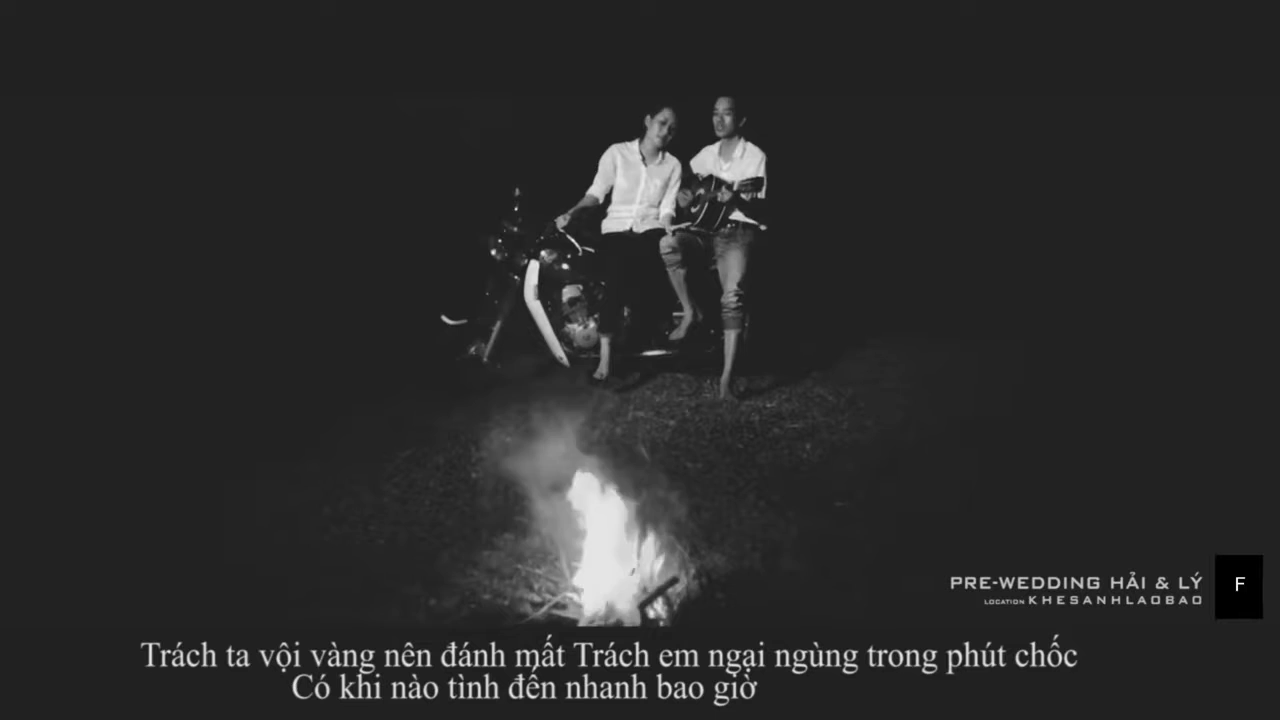 PRE-WEDDING HẢI & LÝ
LOCATION KHESANHLAOBAO
F
Trách ta vội vàng nên đánh mất Trách em ngại ngùng trong phút chốc
Có khi nào tình đến nhanh bao giờ